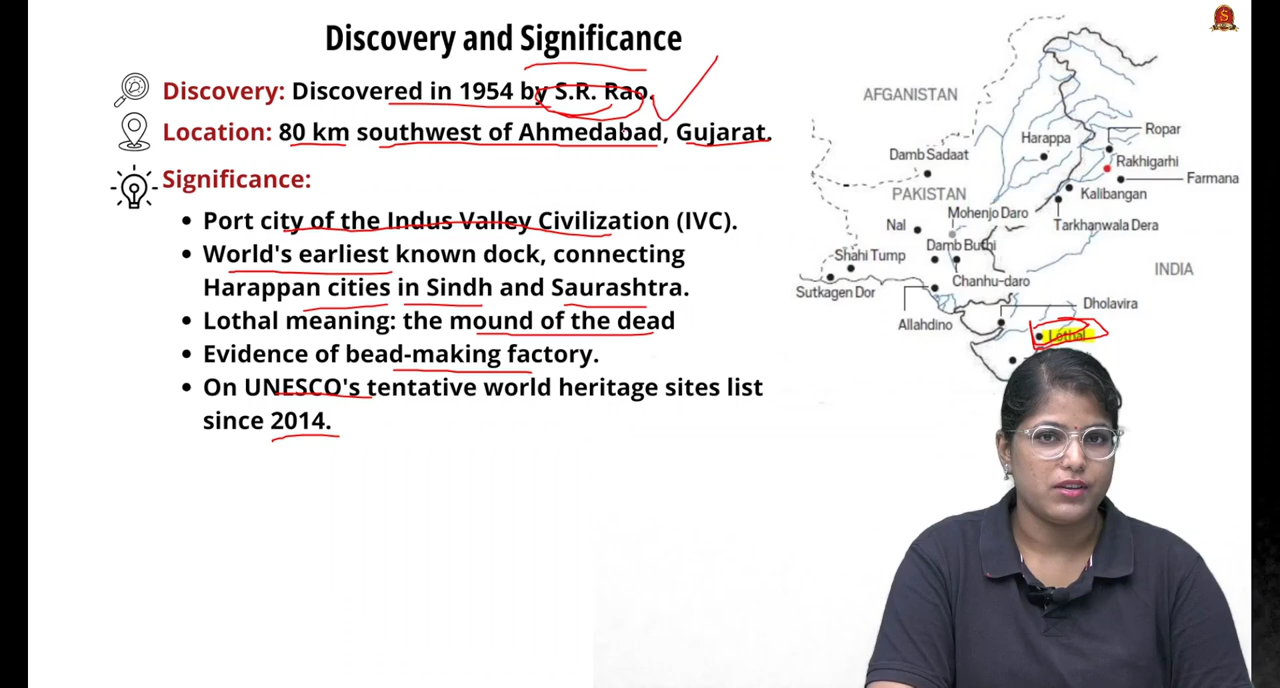 Discovery and Significance
Discovery: Discovered in 1954 by S.R. Rao.
Location: 80 km southwest of Ahmedabad, Gujarat.
Significance:
Port city of the Indus Valley Civilization (IVC).
World's earliest known dock, connecting
Harappan cities in Sindh and Saurashtra.
Lothal meaning: the mound of the dead
Evidence of bead-making factory.
On UNESCO's tentative world heritage sites list
since 2014.
AFGANISTAN
Ropar
Harappa
Damb Sadaat
Rakhigarhi
Farmana
PAKISTAN
Kalibangan
Mohenjo Daro
Nal
Tarkhanwala Dera
Damb Buthi
Shahi Tump
INDIA
Chanhu-daro
Sutkagen Dor
Dholavira
Allahdino
Lothal